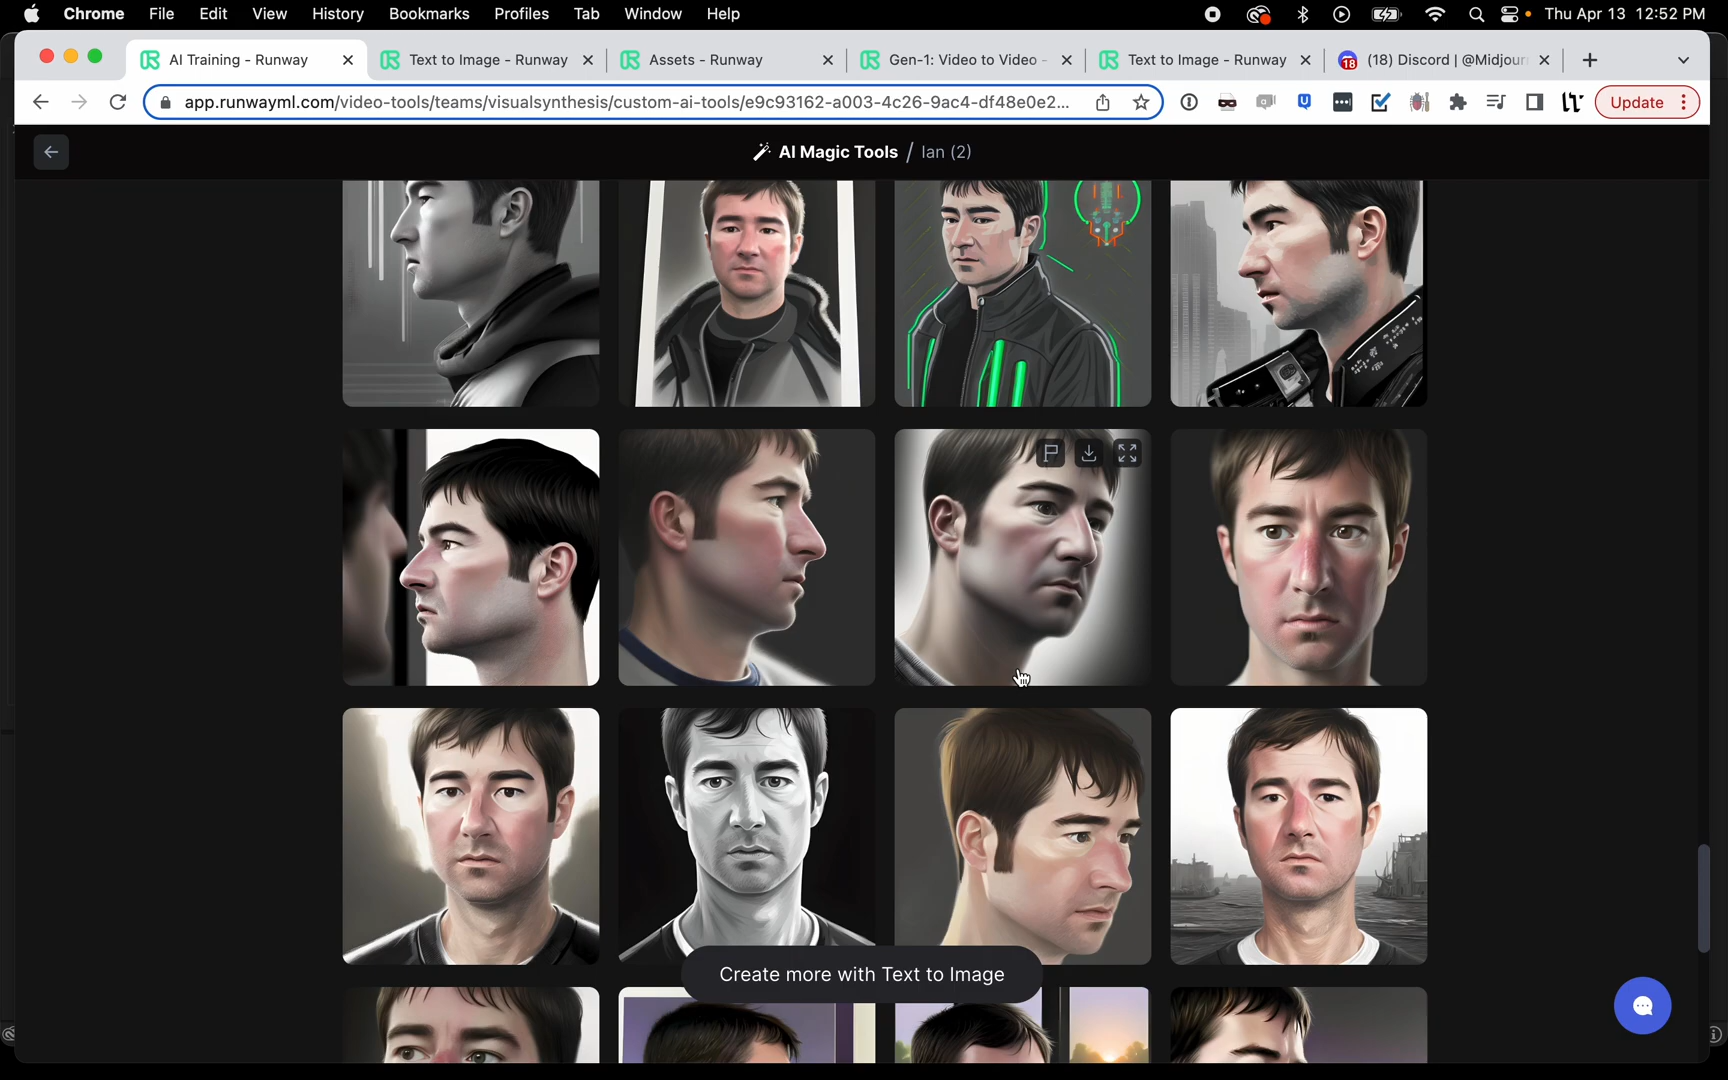 Chrome File Edit View History Bookmarks Profiles Tab Window Help Thu Apr 13 12:52 PM
AI Training - Runway Text to Image - Runway Assets - Runway Gen-1: Video to Video - Text to Image - Runway (18) Discord | @Midjour
18
app.runwayml.com/video-tools/teams/visualsynthesis/custom-ai-tools/e9c93162-a003-4c26-9ac4-df48e0e2... Update
AI Magic Tools / Ian (2)
Create more with Text to Image